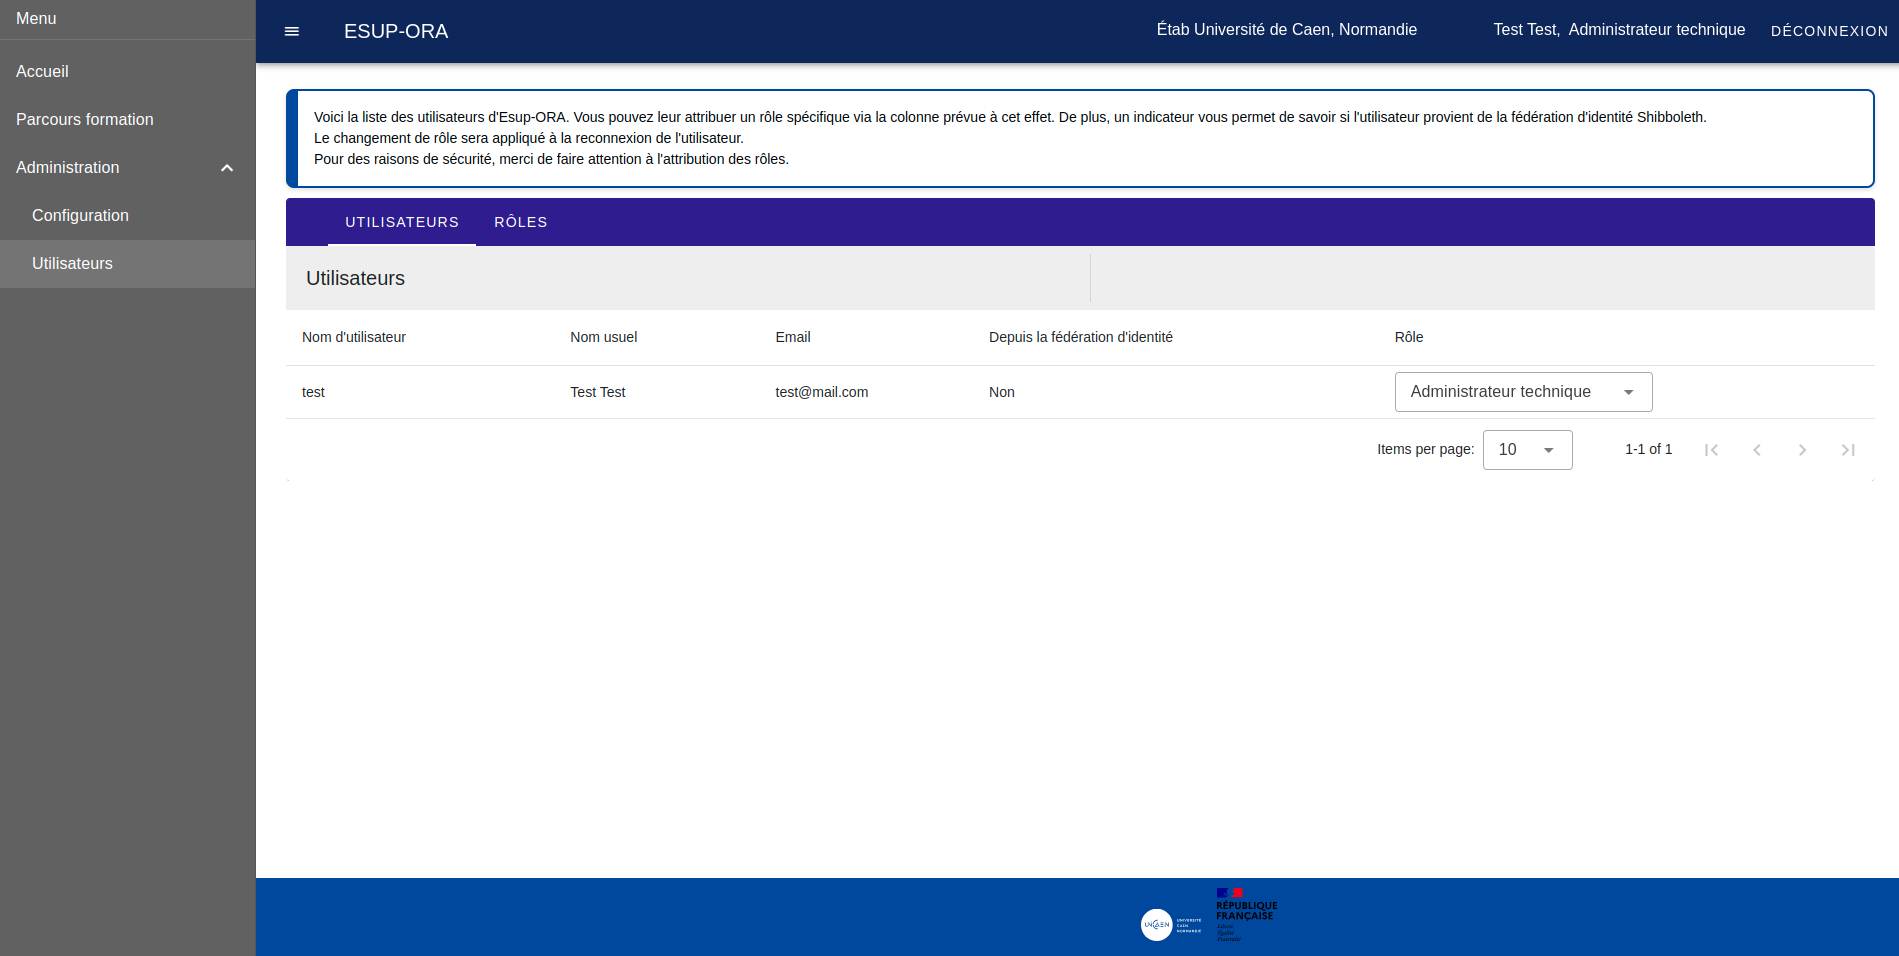 Menu
Accueil
Parcours formation
Administration
Configuration
Utilisateurs
ESUP-ORA
Étab Université de Caen, Normandie
Test Test,  Administrateur technique
DÉCONNEXION
Voici la liste des utilisateurs d'Esup-ORA. Vous pouvez leur attribuer un rôle spécifique via la colonne prévue à cet effet. De plus, un indicateur vous permet de savoir si l'utilisateur provient de la fédération d'identité Shibboleth.
Le changement de rôle sera appliqué à la reconnexion de l'utilisateur.
Pour des raisons de sécurité, merci de faire attention à l'attribution des rôles.
UTILISATEURS RÔLES
Utilisateurs
Nom d'utilisateur Nom usuel Email Depuis la fédération d'identité Rôle
test Test Test test@mail.com Non Administrateur technique
Items per page: 10 1-1 of 1
UNICAEN
UNIVERSITÉ
CAEN
NORMANDIE
RÉPUBLIQUE
FRANÇAISE
Liberté
Égalité
Fraternité